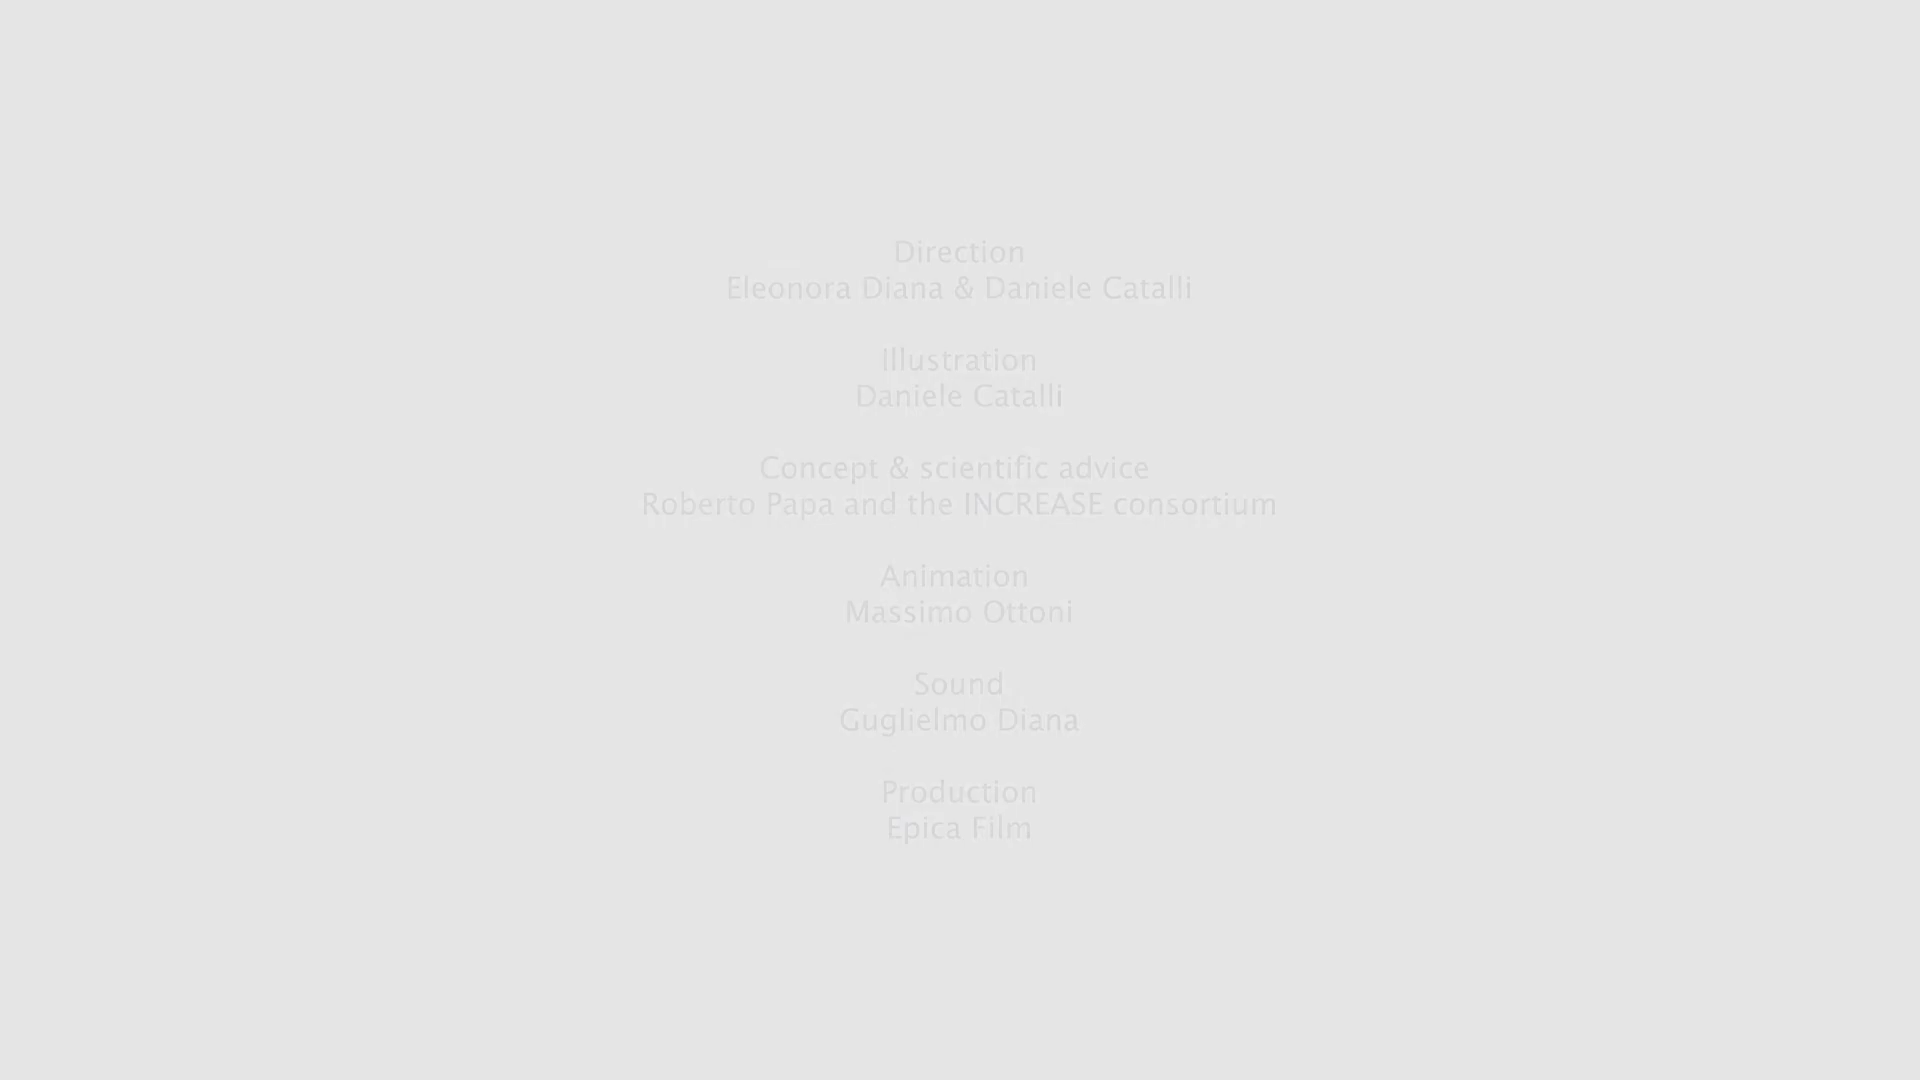 Direction
Eleonora Diana & Daniele Catalli
Illustration
Daniele Catalli
Concept & scientific advice
Roberto Papa and the INCREASE consortium
Animation
Massimo Ottoni
Sound
Guglielmo Diana
Production
Epica Film